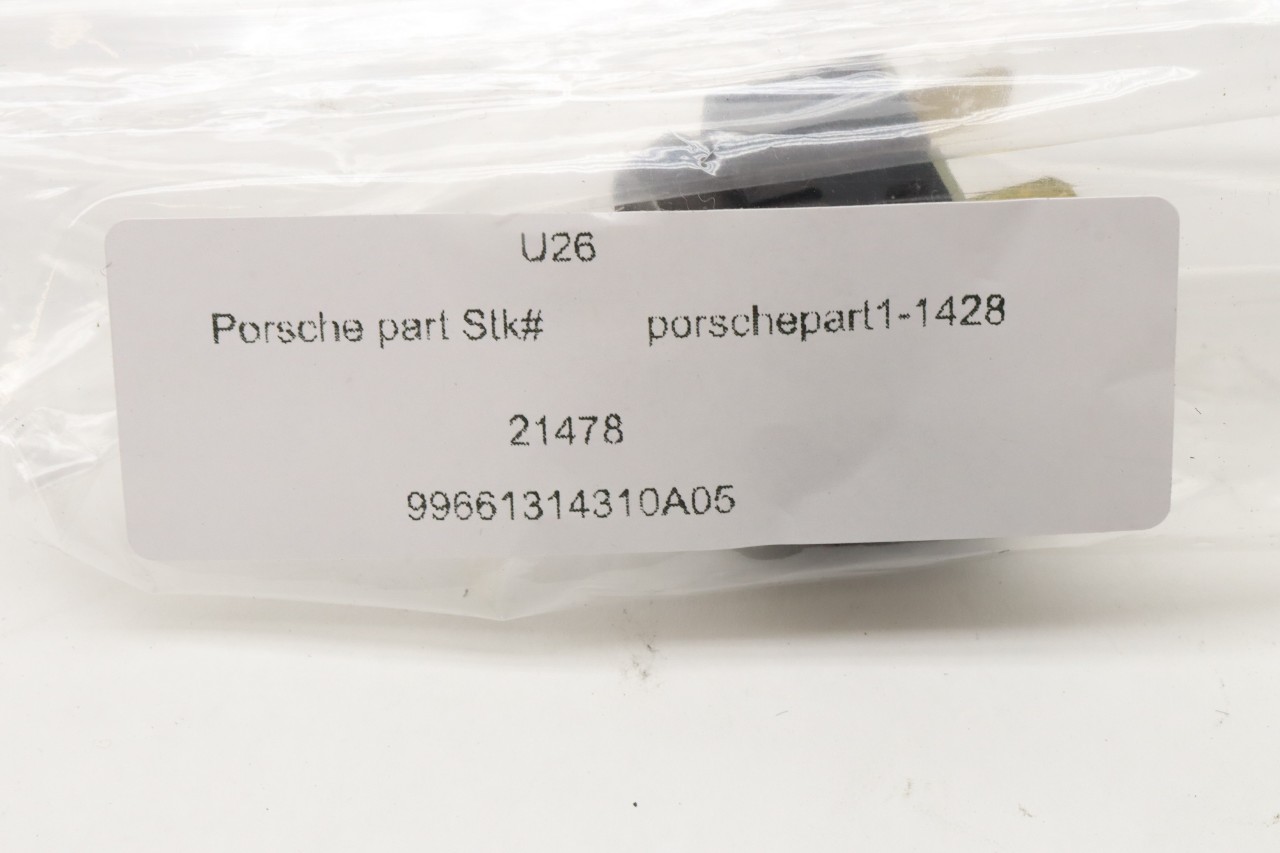 U26
Porsche part Stk# porschepart1-1428
21478
99661314310A05